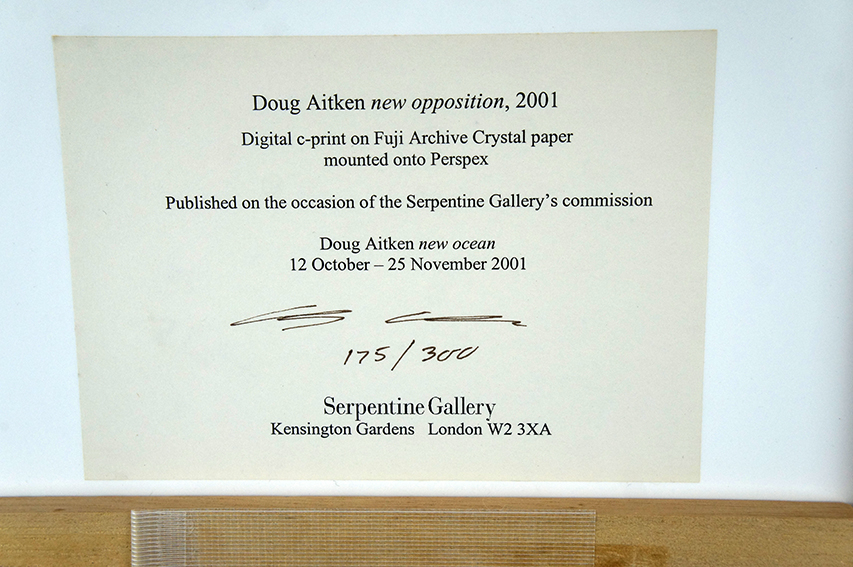 Doug Aitken new opposition, 2001
Digital c-print on Fuji Archive Crystal paper
mounted onto Perspex
Published on the occasion of the Serpentine Gallery’s commission
Doug Aitken new ocean
12 October – 25 November 2001
175/300
Serpentine Gallery
Kensington Gardens London W2 3XA